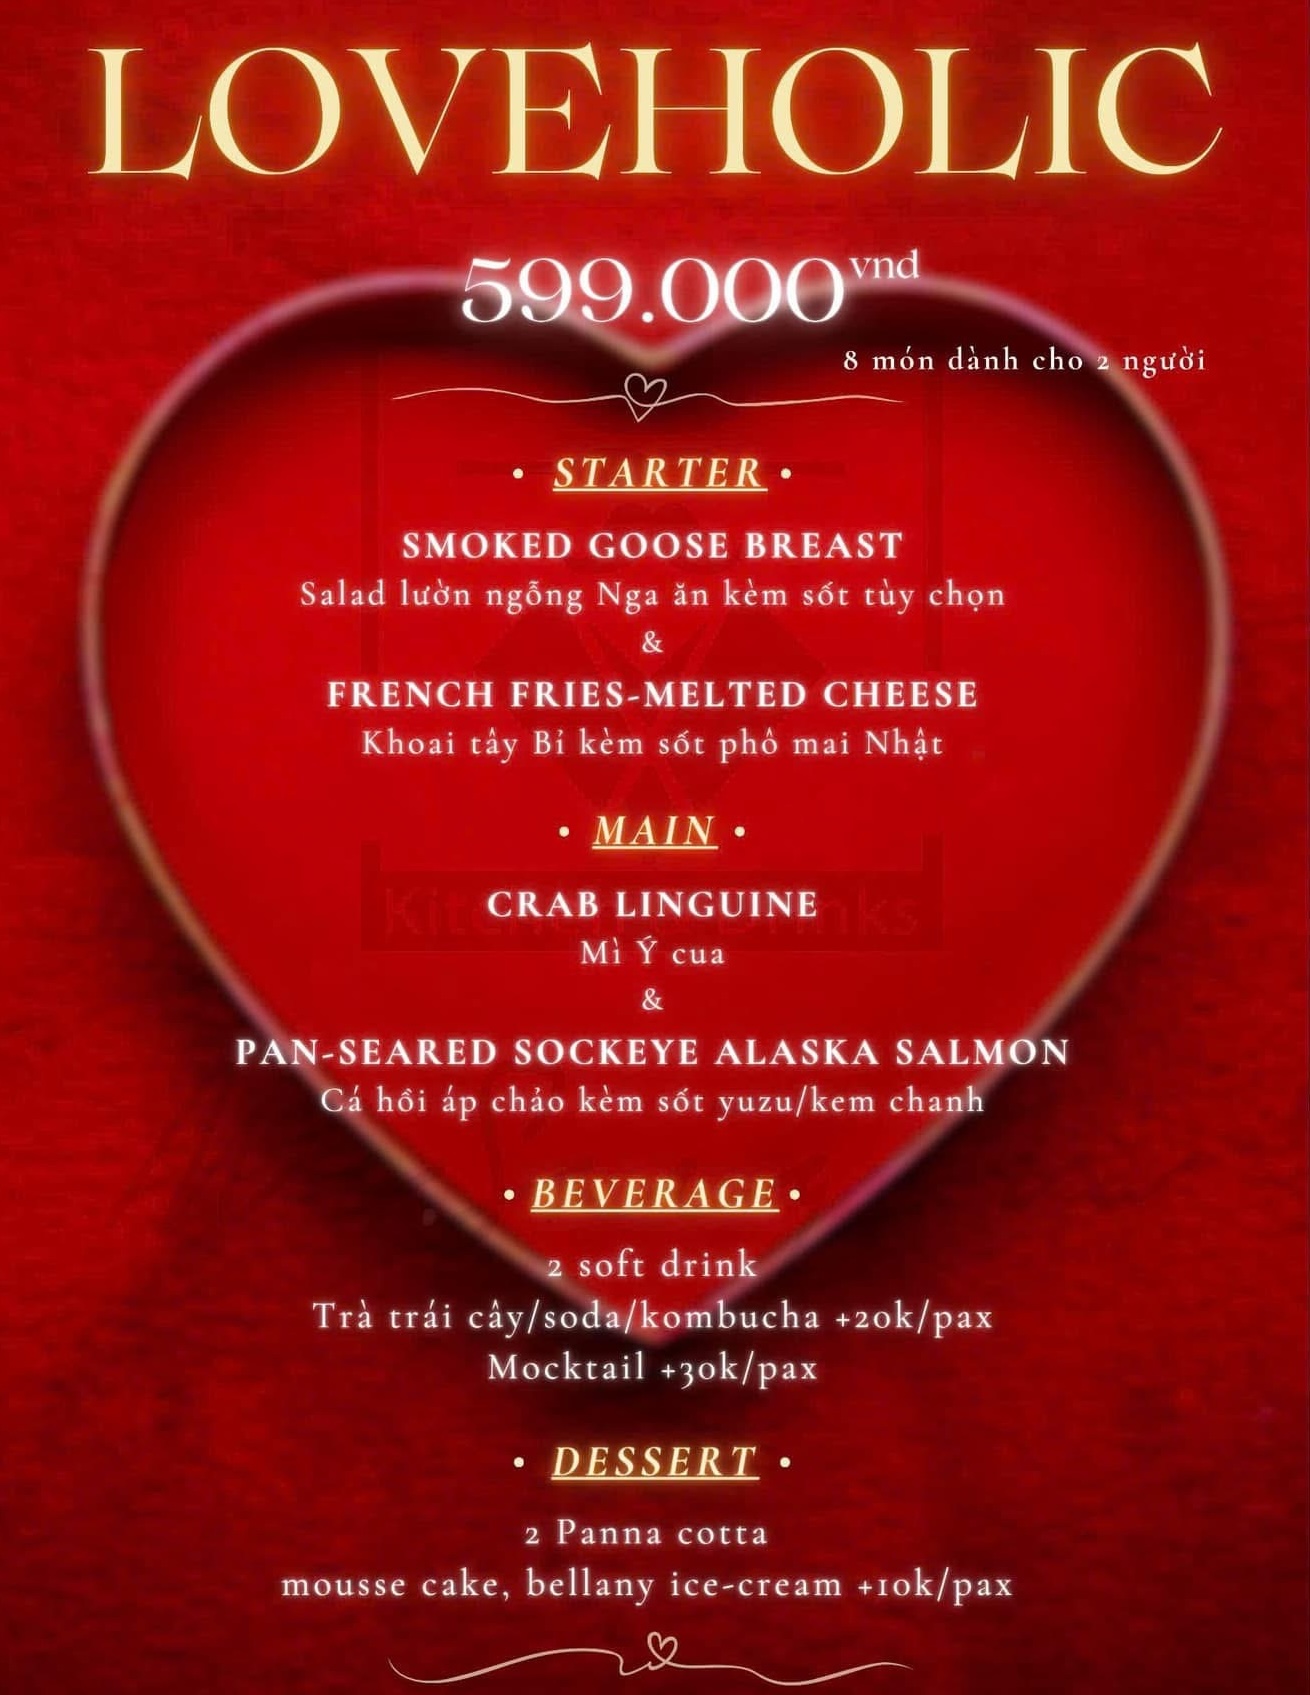 LOVEHOLIC
599.000 vnd
8 món dành cho 2 người
• STARTER •
SMOKED GOOSE BREAST
Salad lườn ngỗng Nga ăn kèm sốt tùy chọn
&
FRENCH FRIES-MELTED CHEESE
Khoai tây Bỉ kèm sốt phô mai Nhật
• MAIN •
CRAB LINGUINE
Mì Ý cua
&
PAN-SEARED SOCKEYE ALASKA SALMON
Cá hồi áp chảo kèm sốt yuzu/kem chanh
• BEVERAGE •
2 soft drink
Trà trái cây/soda/kombucha +20k/pax
Mocktail +30k/pax
• DESSERT •
2 Panna cotta
mousse cake, bellany ice-cream +10k/pax